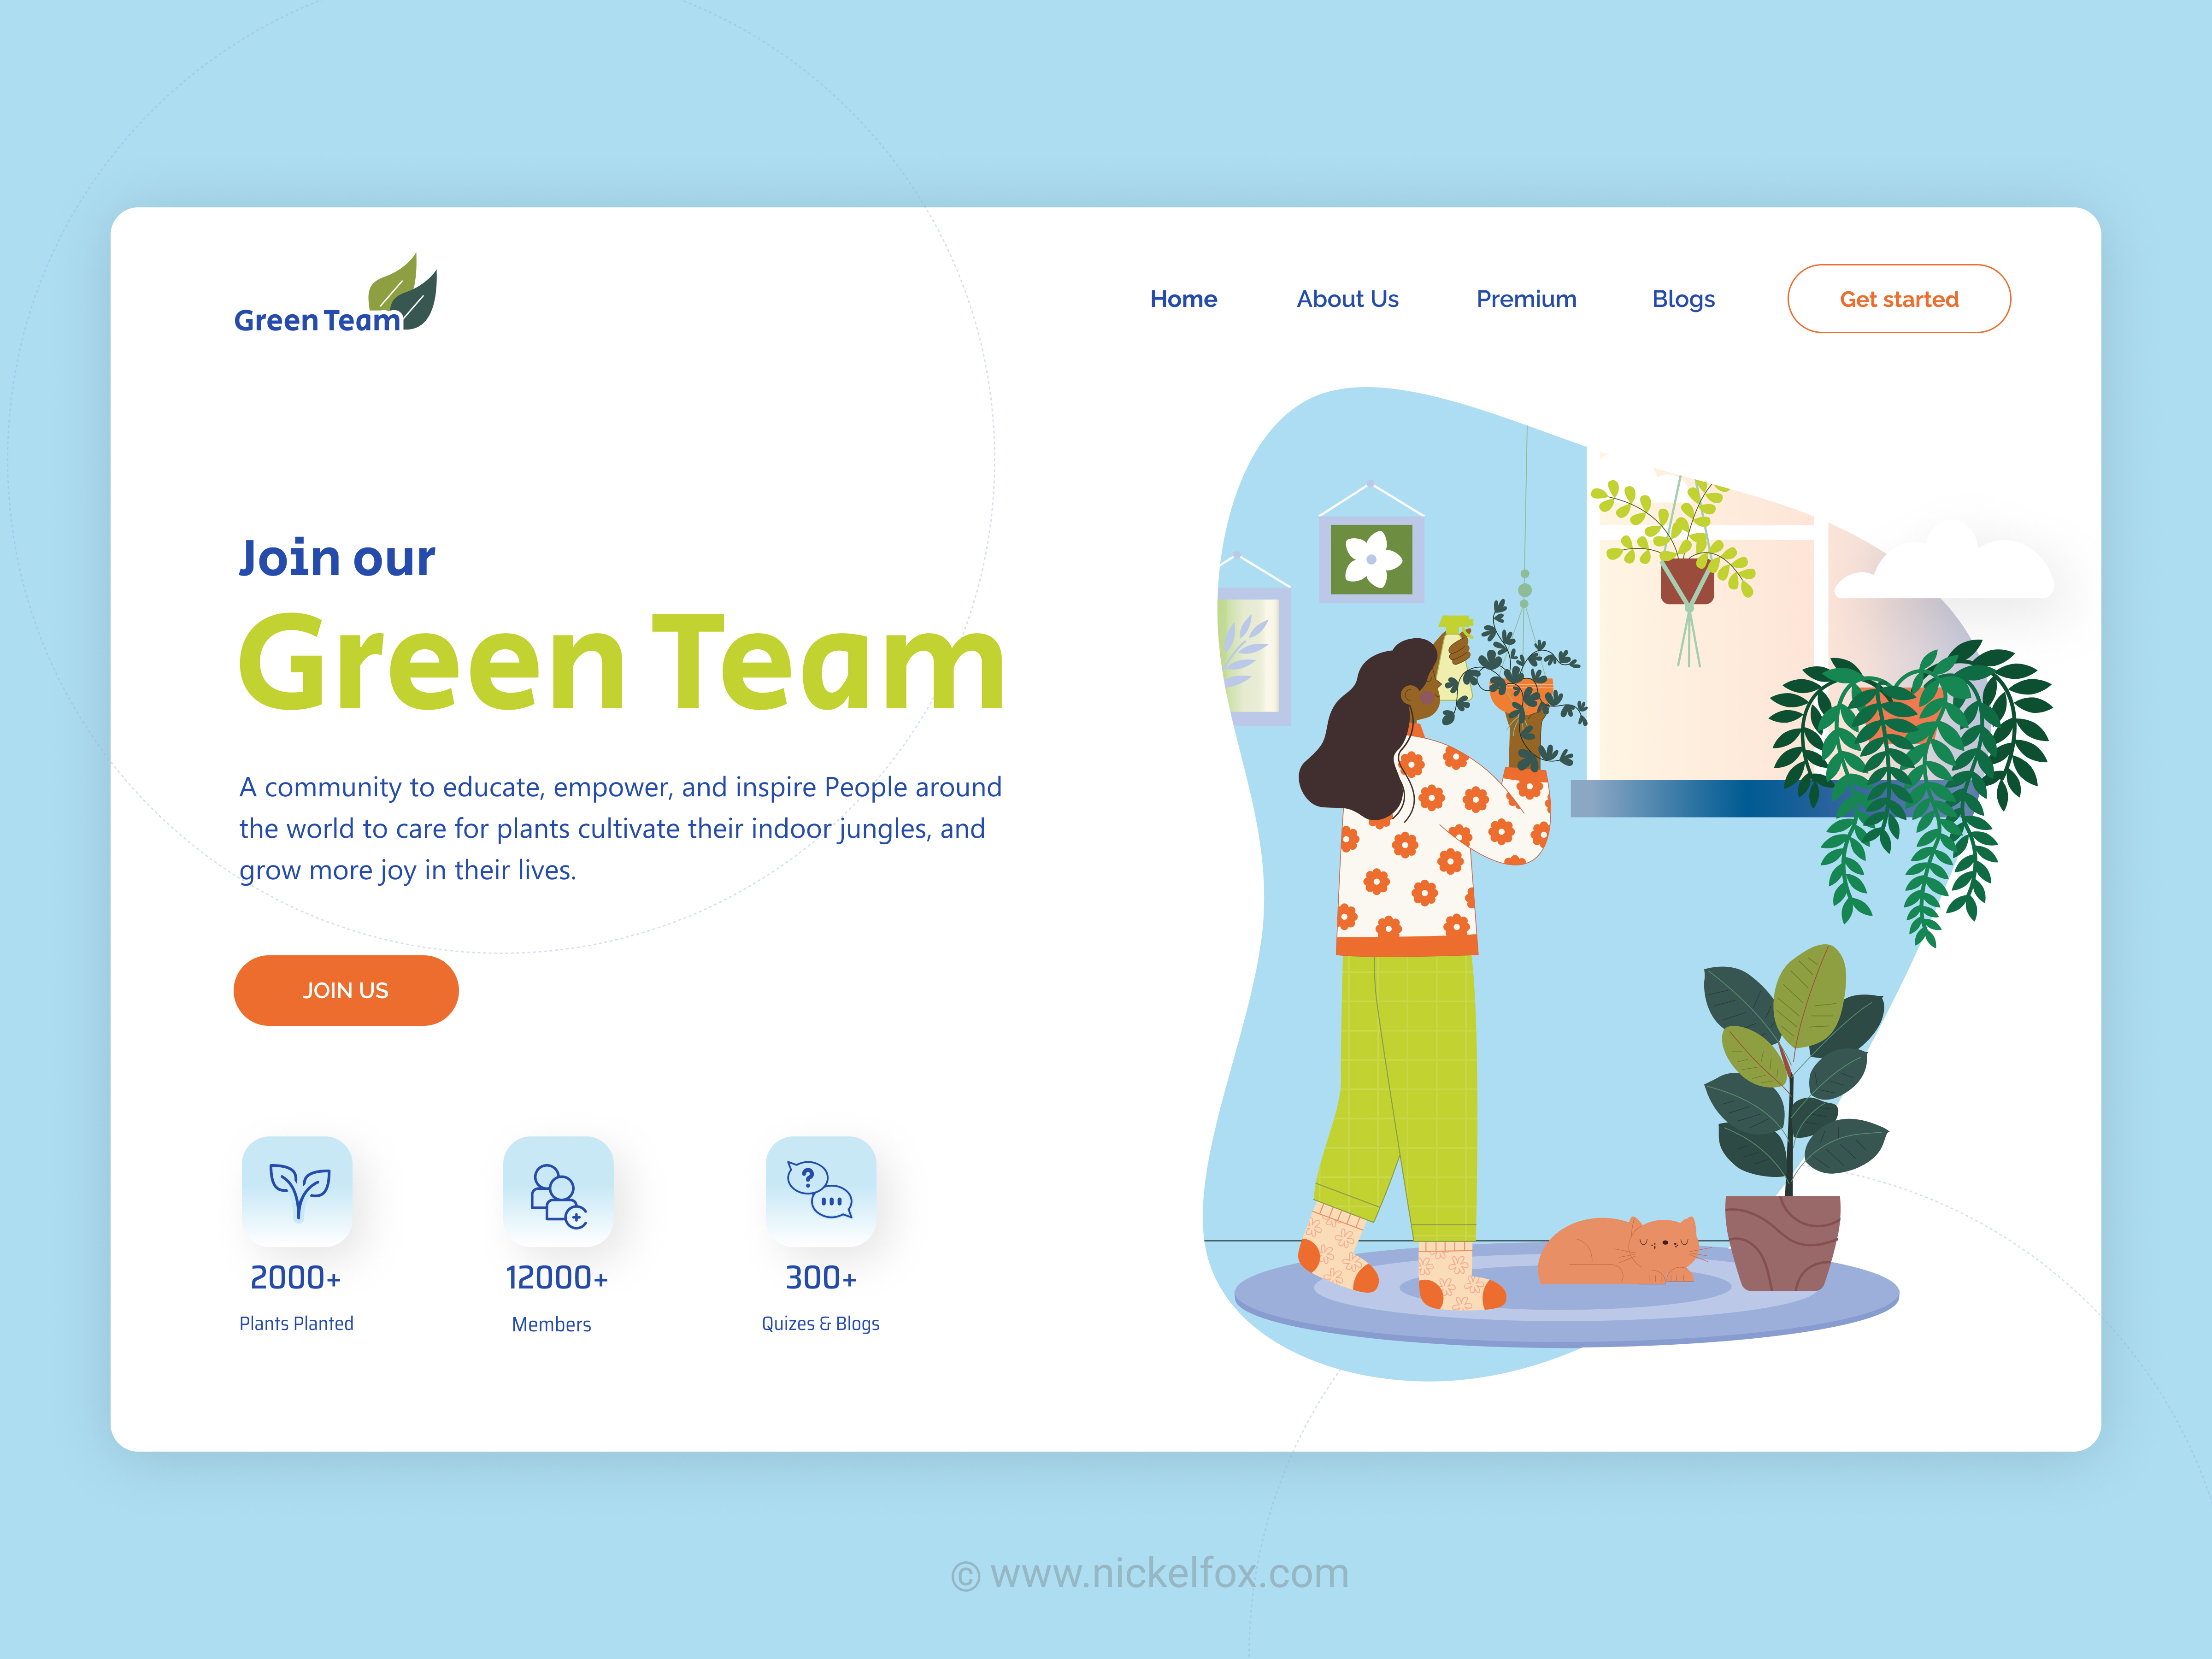 Green Team
Home About Us Premium Blogs Get started
Join our
Green Team
A community to educate, empower, and inspire People around
the world to care for plants cultivate their indoor jungles, and
grow more joy in their lives.
JOIN US
?
2000+ 12000+ 300+
Plants Planted Members Quizes & Blogs
© www.nickelfox.com